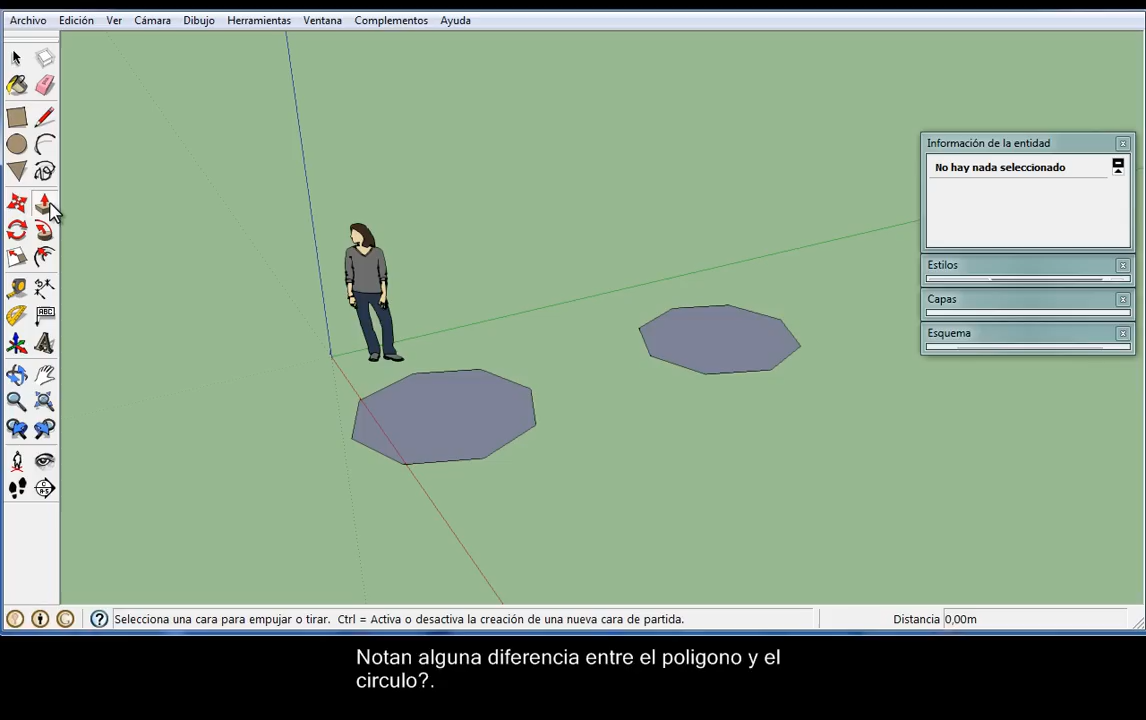 Archivo Edición Ver Cámara Dibujo Herramientas Ventana Complementos Ayuda
Información de la entidad
No hay nada seleccionado
Estilos
Capas
Esquema
ABC
Selecciona una cara para empujar o tirar. Ctrl = Activa o desactiva la creación de una nueva cara de partida. Distancia 0,00m
Notan alguna diferencia entre el poligono y el
circulo?.